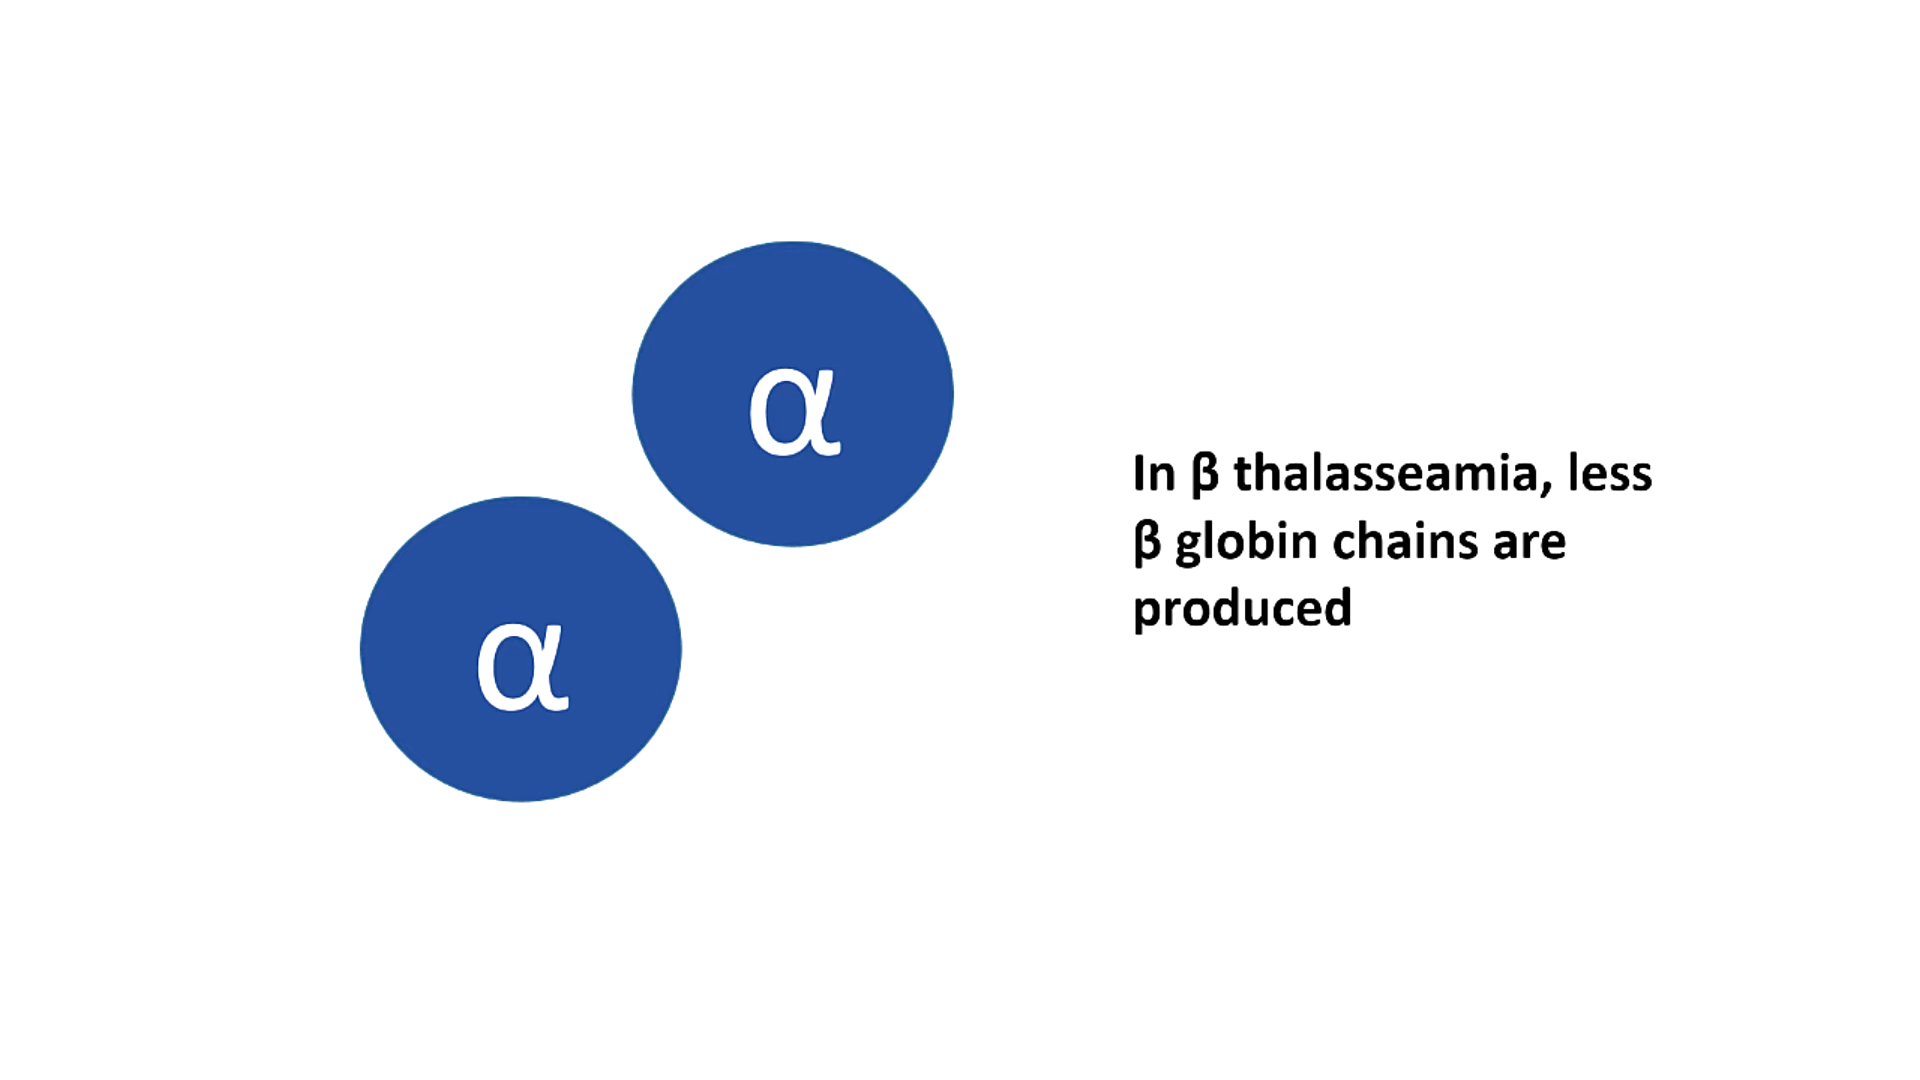 α
α
In β thalasseamia, less
β globin chains are
produced